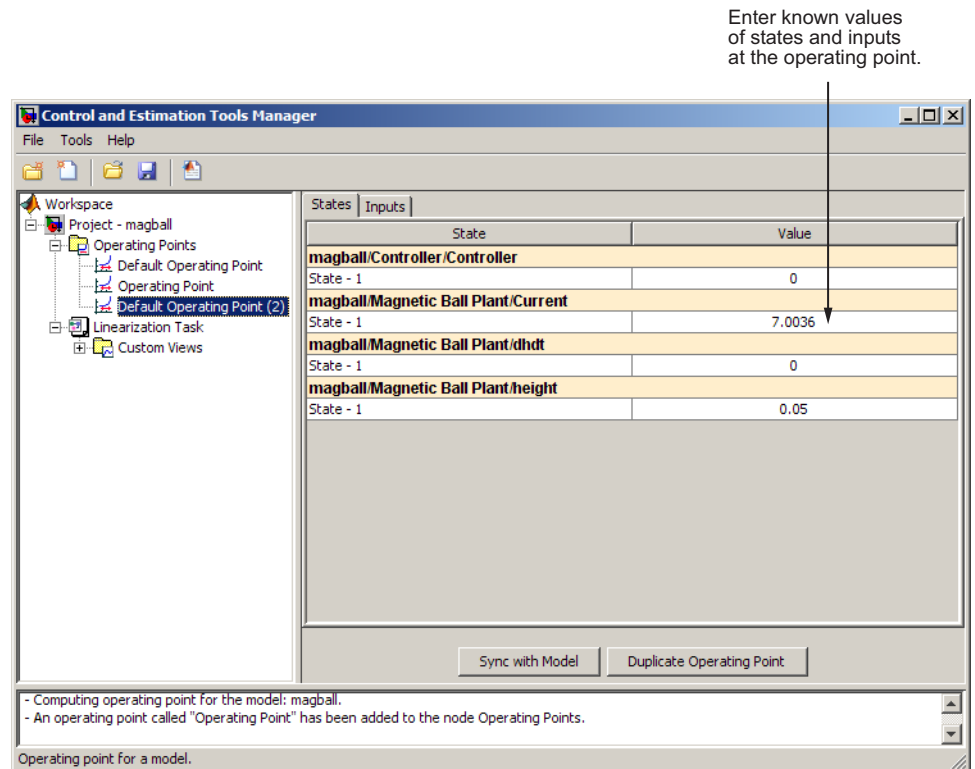 Enter known values
of states and inputs
at the operating point.
Control and Estimation Tools Manager
File Tools Help
Workspace
Project - magball
Operating Points
Default Operating Point
Operating Point
Default Operating Point (2)
Linearization Task
Custom Views
States Inputs
State Value
magball/Controller/Controller
State - 1 0
magball/Magnetic Ball Plant/Current
State - 1 7.0036
magball/Magnetic Ball Plant/dhdt
State - 1 0
magball/Magnetic Ball Plant/height
State - 1 0.05
Sync with Model Duplicate Operating Point
- Computing operating point for the model: magball.
- An operating point called "Operating Point" has been added to the node Operating Points.
Operating point for a model.